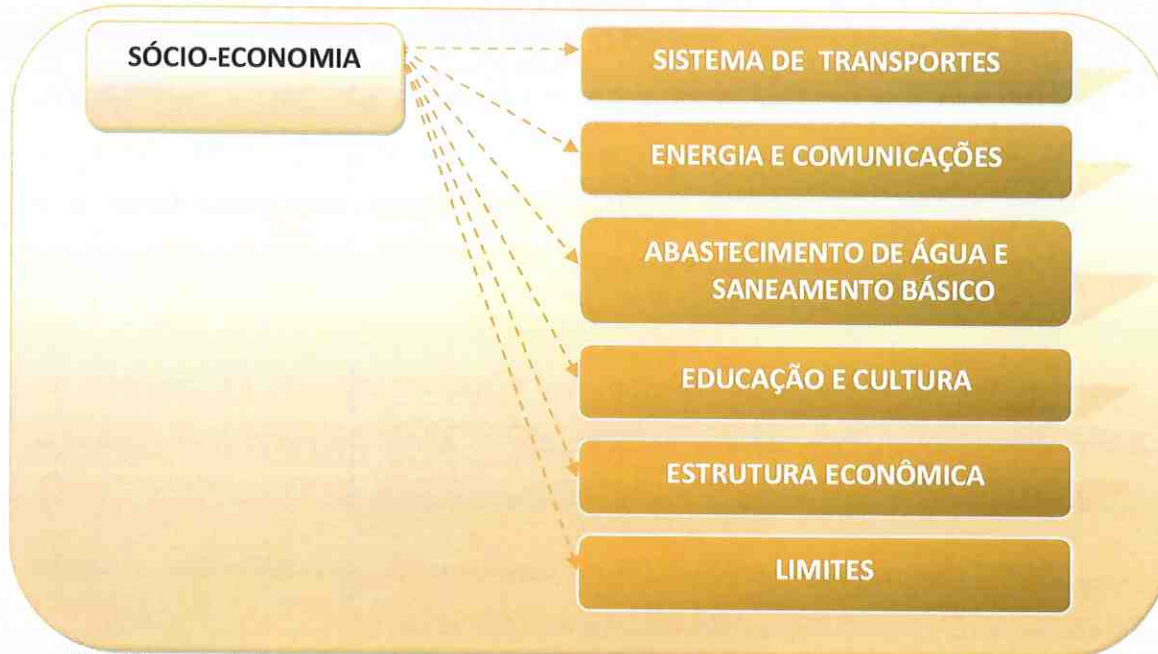 SÓCIO-ECONOMIA
SISTEMA DE TRANSPORTES
ENERGIA E COMUNICAÇÕES
ABASTECIMENTO DE ÁGUA E
SANEAMENTO BÁSICO
EDUCAÇÃO E CULTURA
ESTRUTURA ECONÔMICA
LIMITES